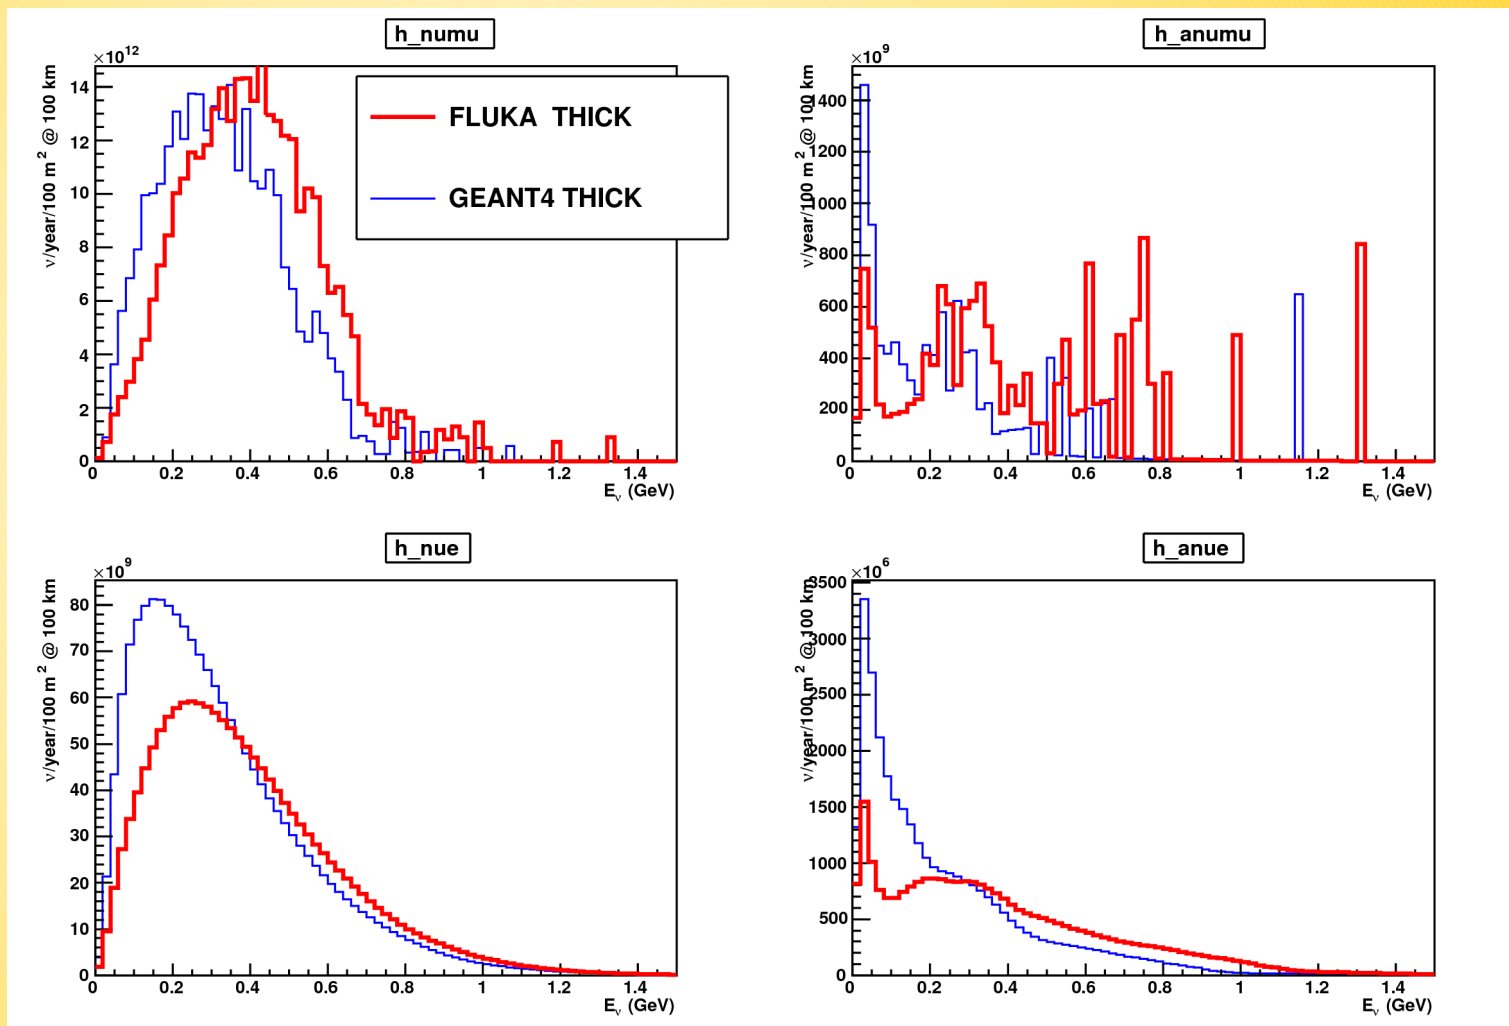 h_numu
×10¹²
ν/year/100 m² @ 100 km
14
12
10
8
6
4
2
0
0 0.2 0.4 0.6 0.8 1 1.2 1.4
Eᵥ (GeV)
FLUKA THICK
GEANT4 THICK
h_anumu
×10⁹
ν/year/100 m² @ 100 km
1400
1200
1000
800
600
400
200
0
0 0.2 0.4 0.6 0.8 1 1.2 1.4
Eᵥ (GeV)
h_nue
×10⁹
ν/year/100 m² @ 100 km
80
70
60
50
40
30
20
10
0
0 0.2 0.4 0.6 0.8 1 1.2 1.4
Eᵥ (GeV)
h_anue
×10⁶
ν/year/100 m² @ 100 km
3500
3000
2500
2000
1500
1000
500
0
0 0.2 0.4 0.6 0.8 1 1.2 1.4
Eᵥ (GeV)